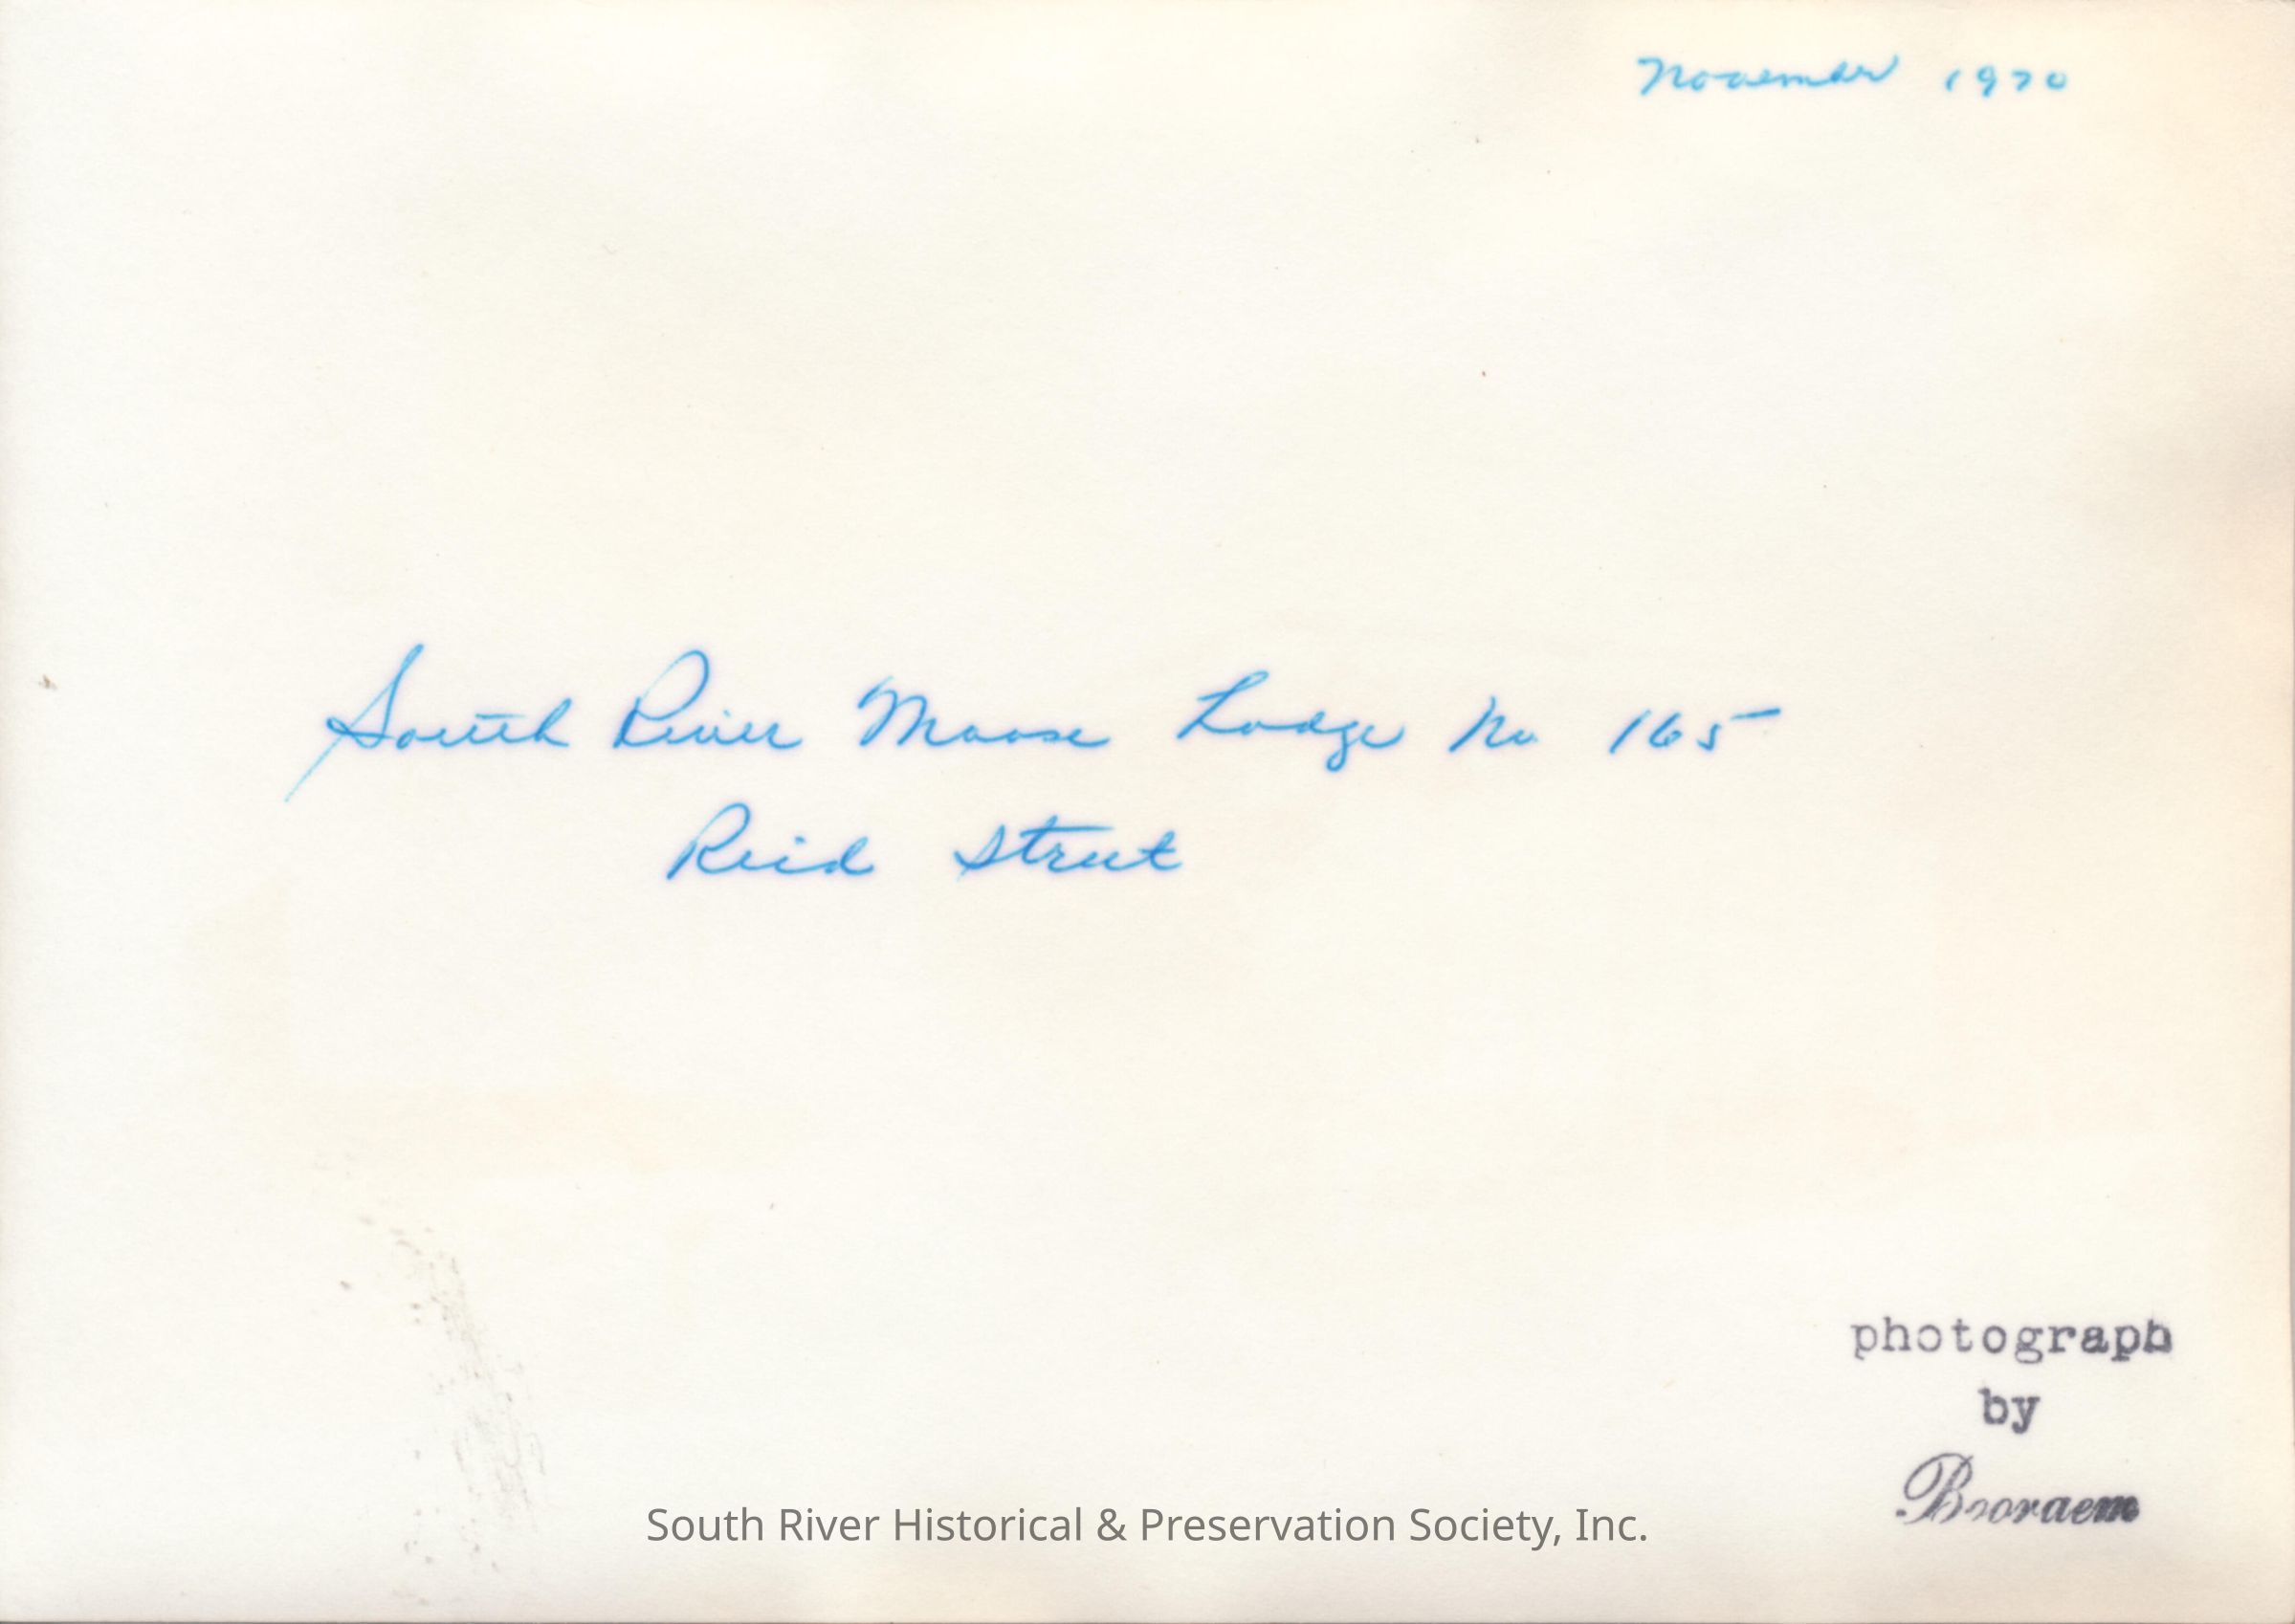 November 1970
South River Moose Lodge No. 165
Reid Street
photograph
by
Booraem
South River Historical & Preservation Society, Inc.